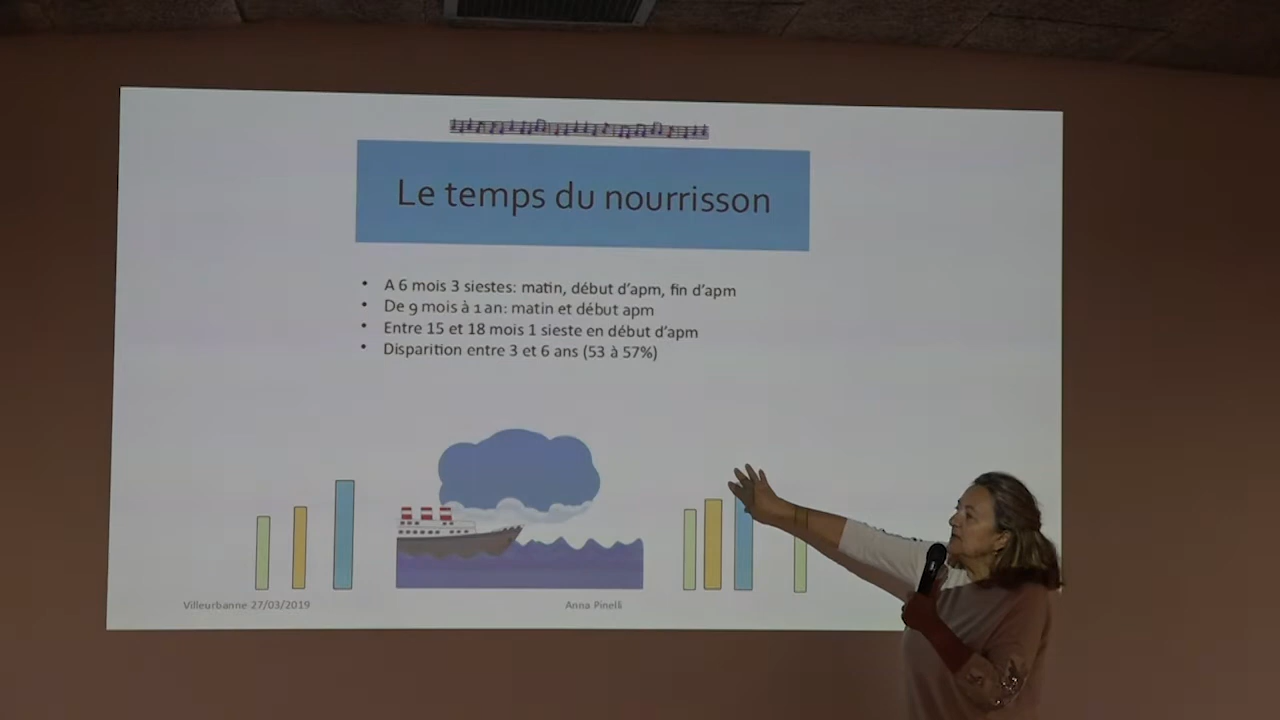 Le temps du nourrisson
• A 6 mois 3 siestes: matin, début d'apm, fin d'apm
• De 9 mois à 1 an: matin et début apm
• Entre 15 et 18 mois 1 sieste en début d'apm
• Disparition entre 3 et 6 ans (53 à 57%)
Villeurbanne 27/03/2019
Anna Pinelli